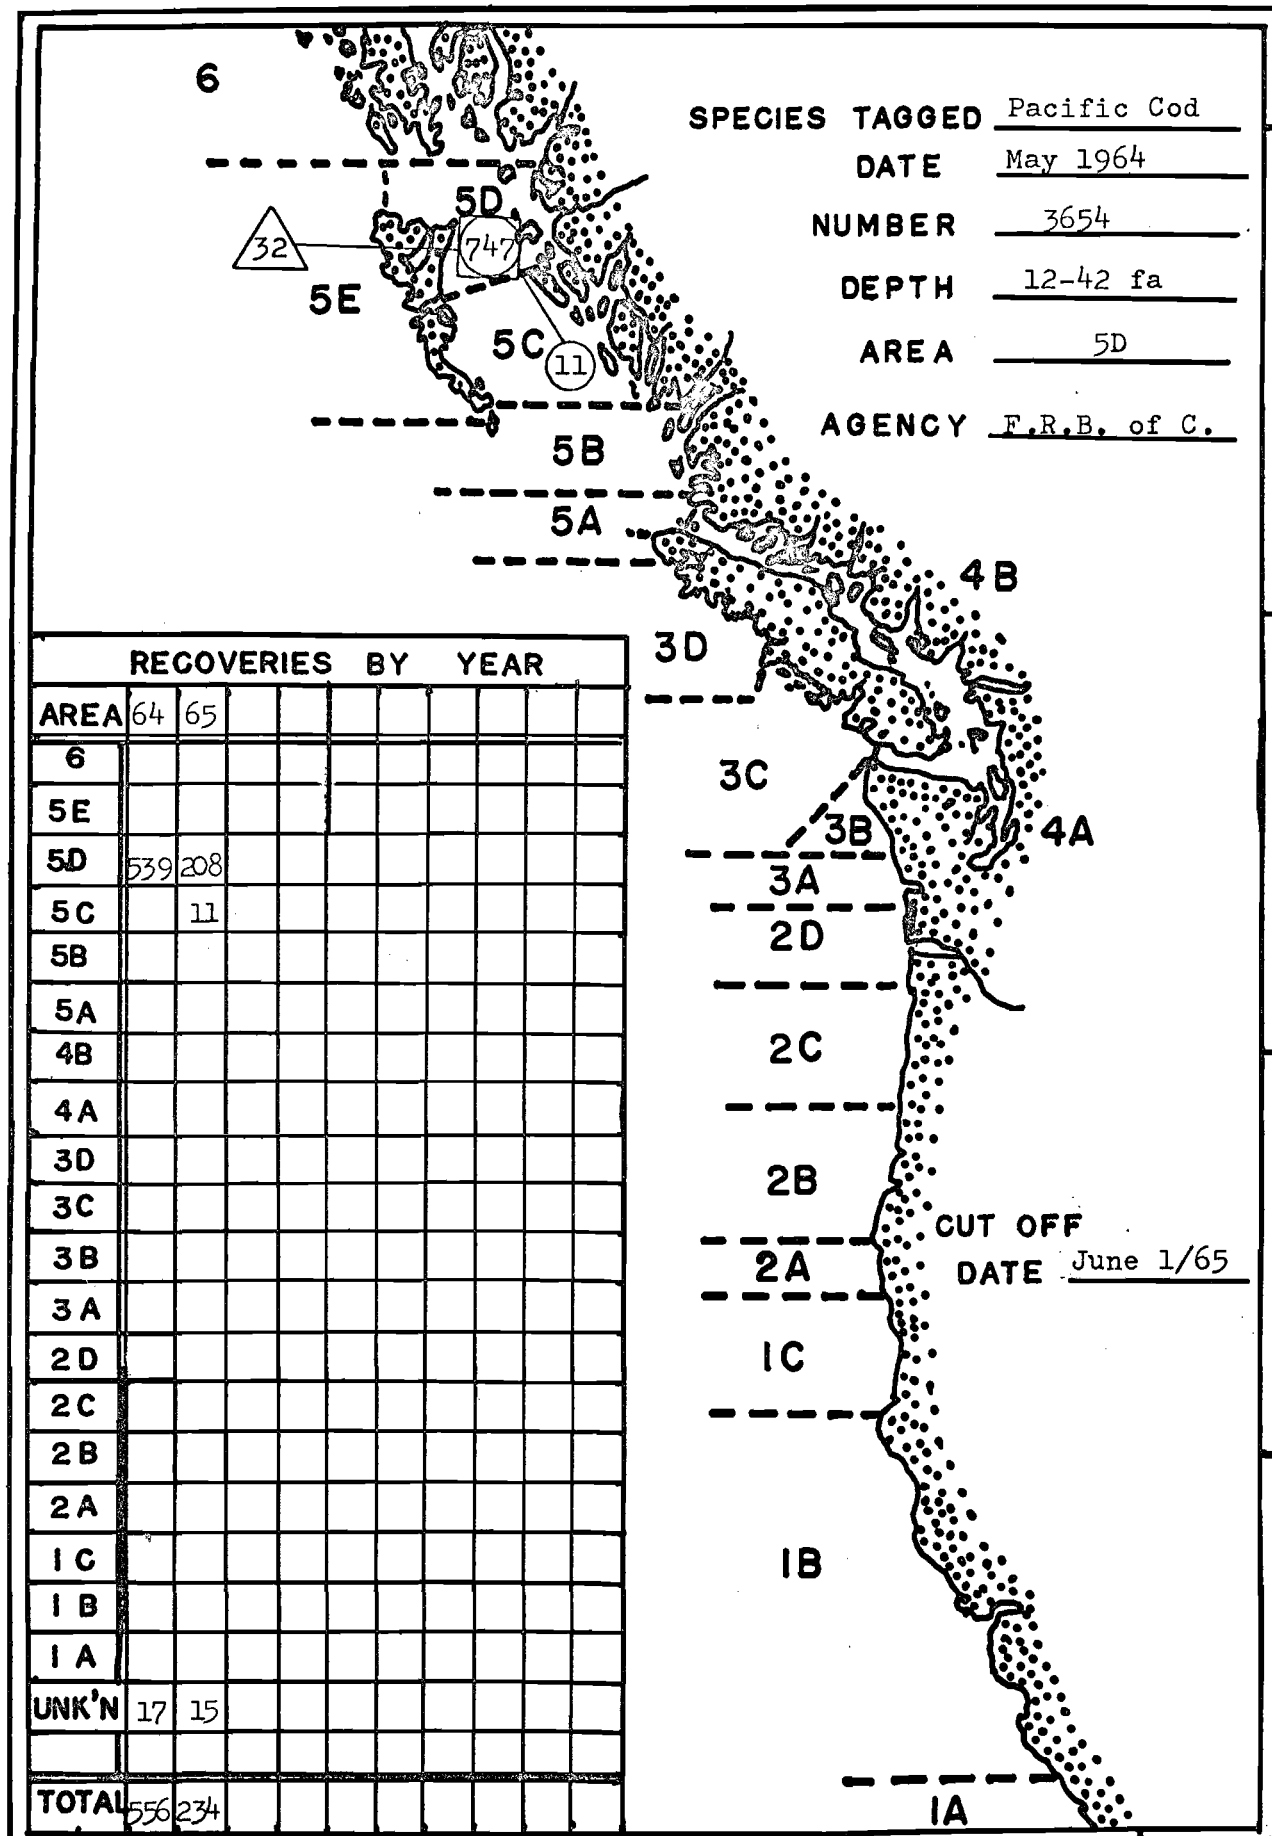 6
SPECIES TAGGED Pacific Cod
DATE May 1964
5D
NUMBER 3654
32
747
5E
DEPTH 12-42 fa
5C
11
AREA 5D
AGENCY F.R.B. of C.
5B
5A
4B
3D
3C
3B
4A
3A
2D
2C
2B
CUT OFF
DATE June 1/65
2A
1C
1B
1A
RECOVERIES BY YEAR
AREA 64 65
6
5E
5D 539 208
5C 11
5B
5A
4B
4A
3D
3C
3B
3A
2D
2C
2B
2A
1C
1B
1A
UNK'N 17 15
TOTAL 556 234